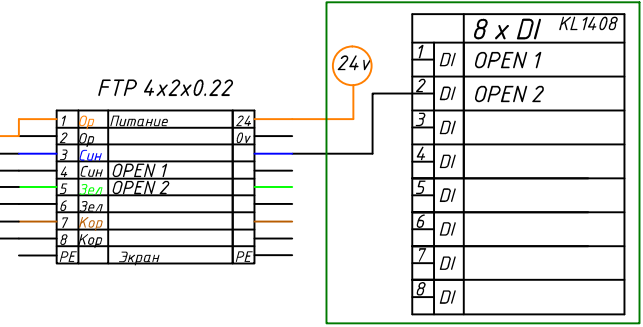 8 x DI KL1408
1 DI OPEN 1
24v
2 DI OPEN 2
FTP 4x2x0.22
3 DI
1 Ор Питание 24
2 Ор 0v
3 Син
4 DI
4 Син OPEN 1
5 Зел OPEN 2
5 DI
6 Зел
7 Кор
6 DI
8 Кор
PE Экран PE
7 DI
8 DI